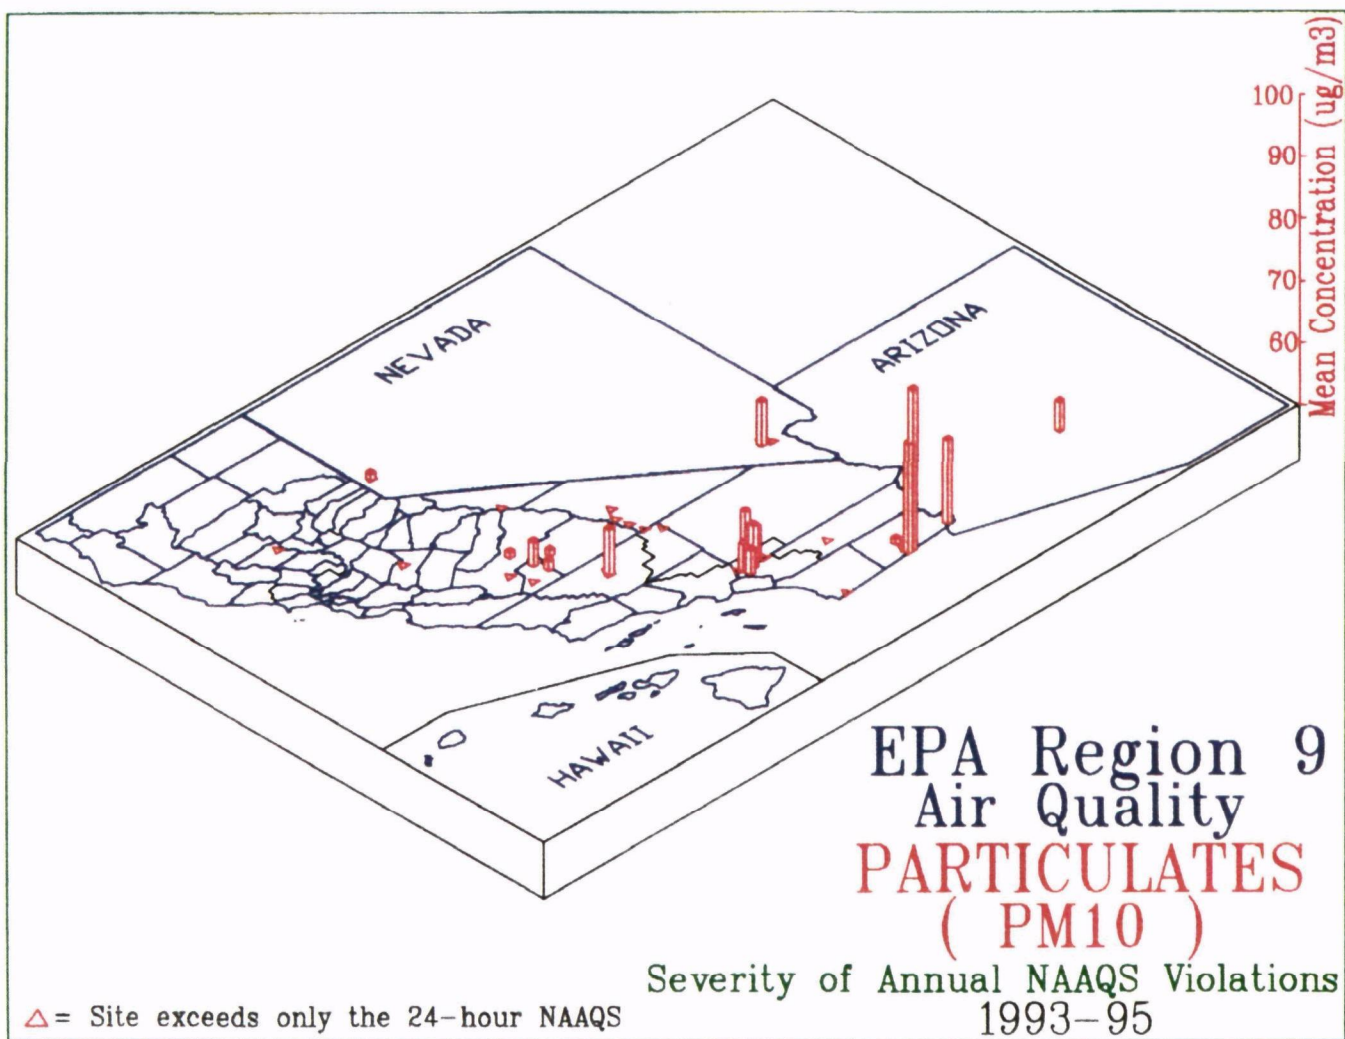 100
90
80
70
60
Mean Concentration (ug/m3)
NEVADA
ARIZONA
HAWAII
EPA Region 9
Air Quality
PARTICULATES
( PM10 )
Severity of Annual NAAQS Violations
1993-95
△= Site exceeds only the 24-hour NAAQS